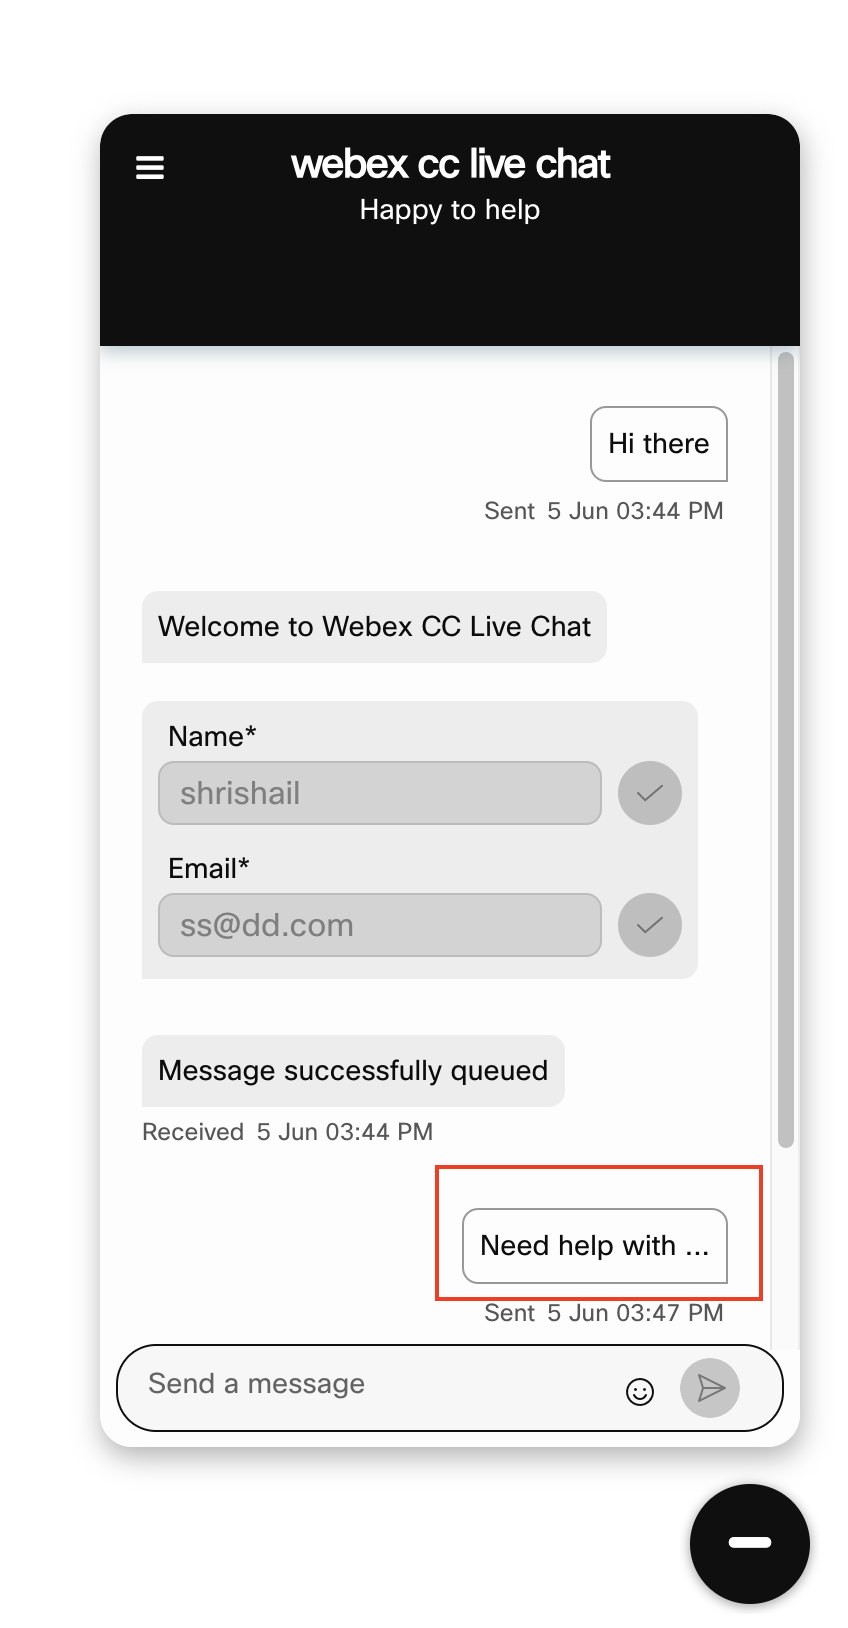 webex cc live chat
Happy to help
Hi there
Sent 5 Jun 03:44 PM
Welcome to Webex CC Live Chat
Name*
shrishail
Email*
ss@dd.com
Message successfully queued
Received 5 Jun 03:44 PM
Need help with ...
Sent 5 Jun 03:47 PM
Send a message